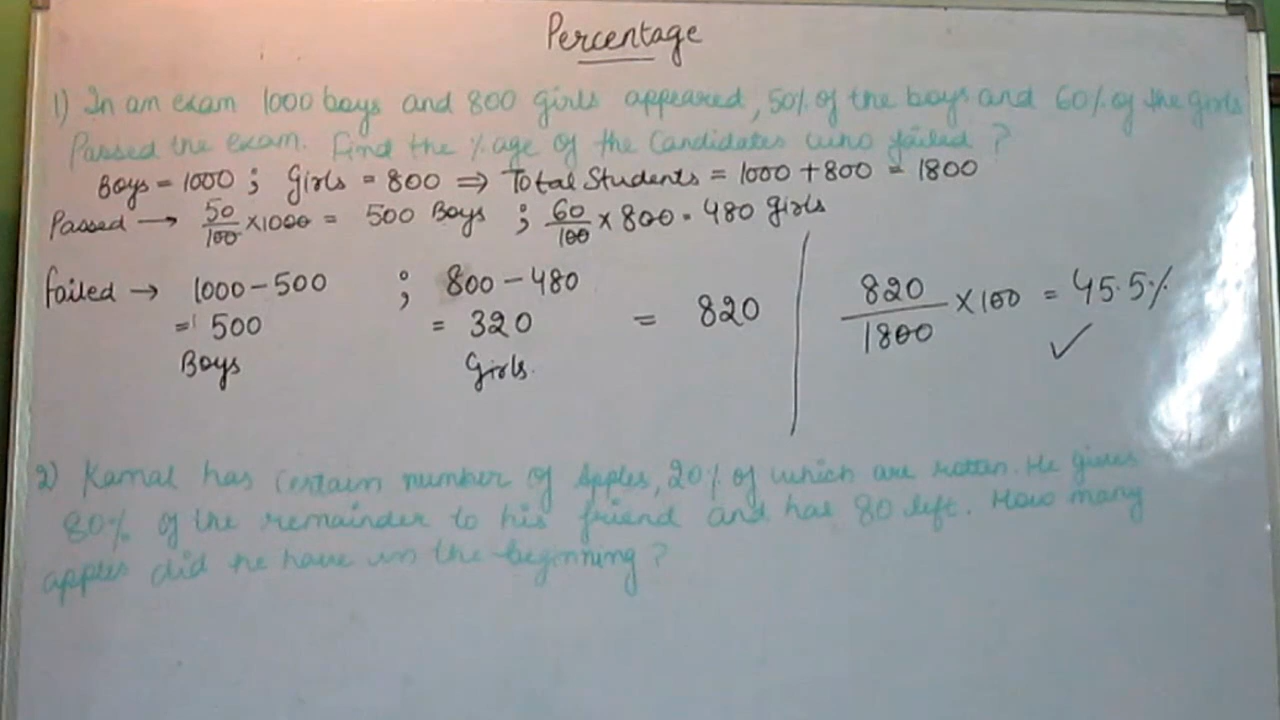 Percentage
1) In an exam 1000 boys and 800 girls appeared, 50% of the boys and 60% of the girls
Passed the exam. Find the %age of the Candidates who failed ?
Boys = 1000 ; Girls = 800 ⇒ Total Students = 1000 + 800 = 1800
Passed → 50/100 × 1000 = 500 Boys ; 60/100 × 800 = 480 girls
failed → 1000 - 500 ; 800 - 480
= 500 = 320 = 820
Boys Girls.
820/1800 × 100 = 45.5% ✓
2) Kamal has Certain number of Apples, 20% of which are rotten. He gives
80% of the remainder to his friend and has 80 left. How many
apples did he have in the beginning ?